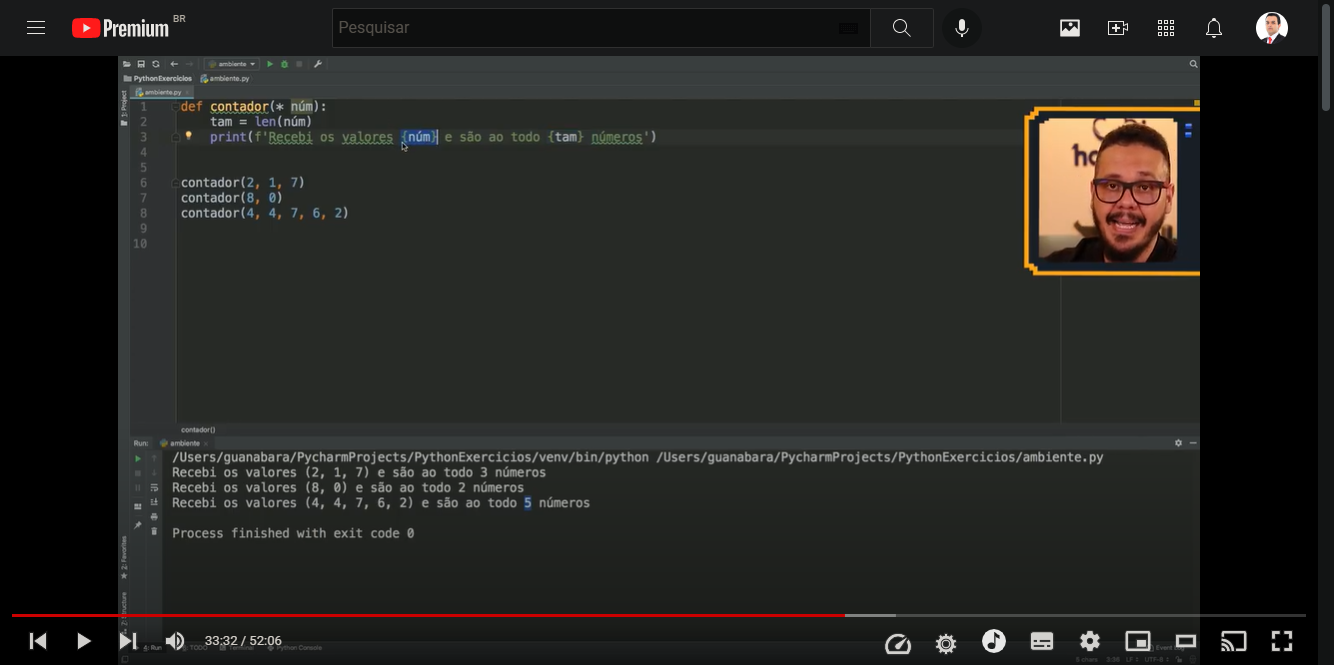 Premium BR
Pesquisar
ambiente
PythonExercicios ambiente.py
ambiente.py
1: Project
1 def contador(* núm):
2 tam = len(núm)
3 print(f'Recebi os valores {núm} e são ao todo {tam} números')
4
5
6 contador(2, 1, 7)
7 contador(8, 0)
8 contador(4, 4, 7, 6, 2)
9
10
contador()
Run: ambiente
/Users/guanabara/PycharmProjects/PythonExercicios/venv/bin/python /Users/guanabara/PycharmProjects/PythonExercicios/ambiente.py
Recebi os valores (2, 1, 7) e são ao todo 3 números
Recebi os valores (8, 0) e são ao todo 2 números
Recebi os valores (4, 4, 7, 6, 2) e são ao todo 5 números
Process finished with exit code 0
2: Favorites
33:32 / 52:06
4: Run TODO Terminal Python Console